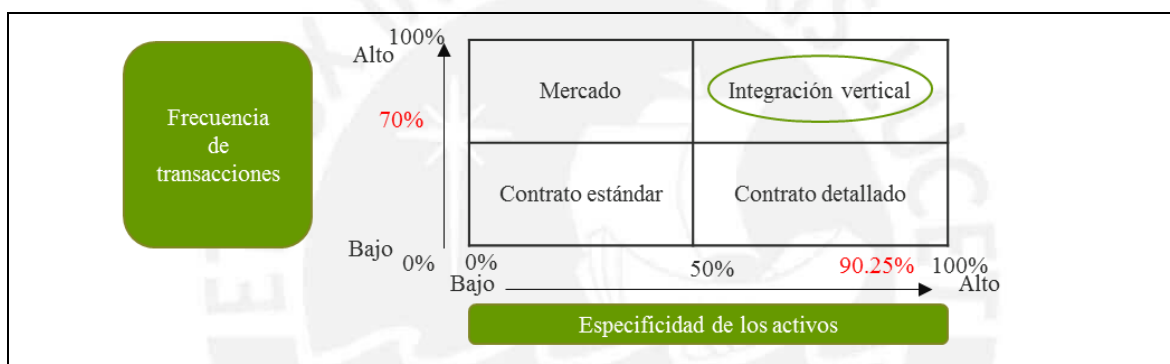 100%
Alto
Mercado
Integración vertical
Frecuencia
de
transacciones
70%
Contrato estándar
Contrato detallado
Bajo
0%
0%
50%
90.25%
100%
Bajo
Alto
Especificidad de los activos